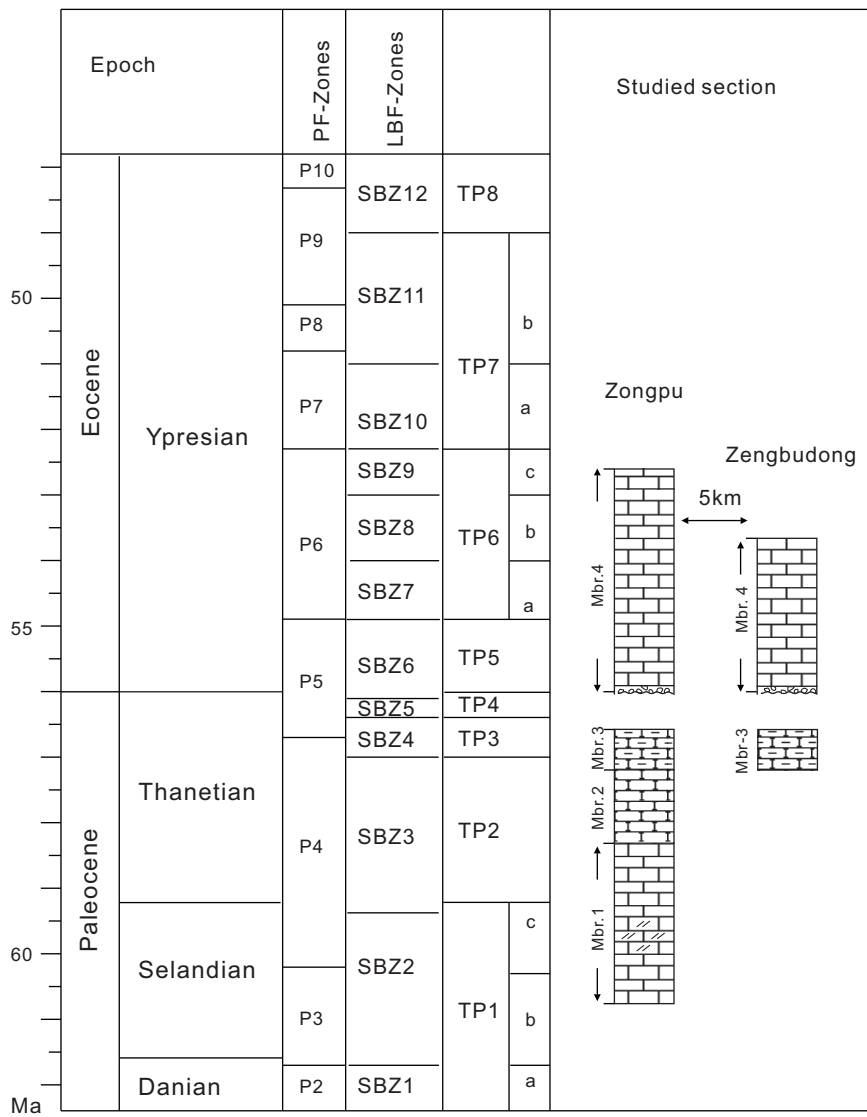 Epoch
PF-Zones
LBF-Zones
Studied section
P10
SBZ12
TP8
P9
50
SBZ11
b
P8
Eocene
TP7
Zongpu
P7
a
SBZ10
Ypresian
Zengbudong
SBZ9
c
5km
P6
SBZ8
TP6
b
Mbr.4
Mbr. 4
SBZ7
a
55
P5
SBZ6
TP5
SBZ5
TP4
SBZ4
TP3
Mbr.3
Mbr-3
Thanetian
Mbr.2
P4
SBZ3
TP2
Paleocene
Mbr.1
c
60
Selandian
SBZ2
TP1
P3
b
Danian
P2
SBZ1
a
Ma